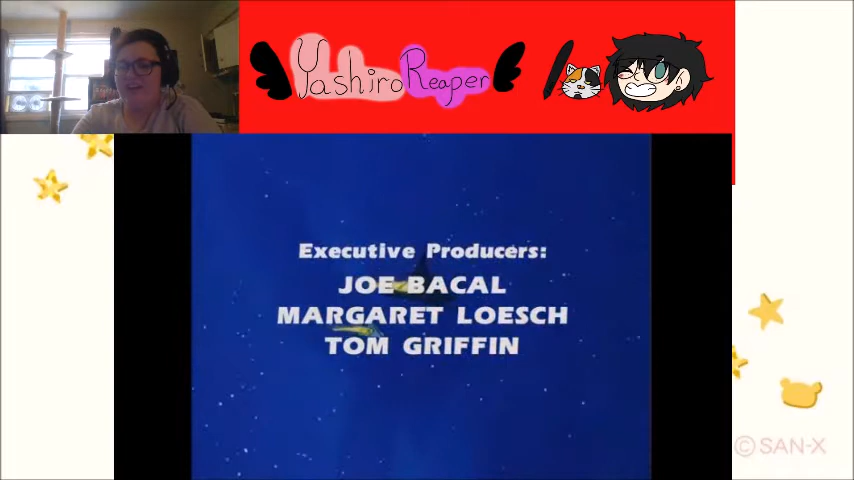 YashiroReaper
Executive Producers:
JOE BACAL
MARGARET LOESCH
TOM GRIFFIN
©SAN-X